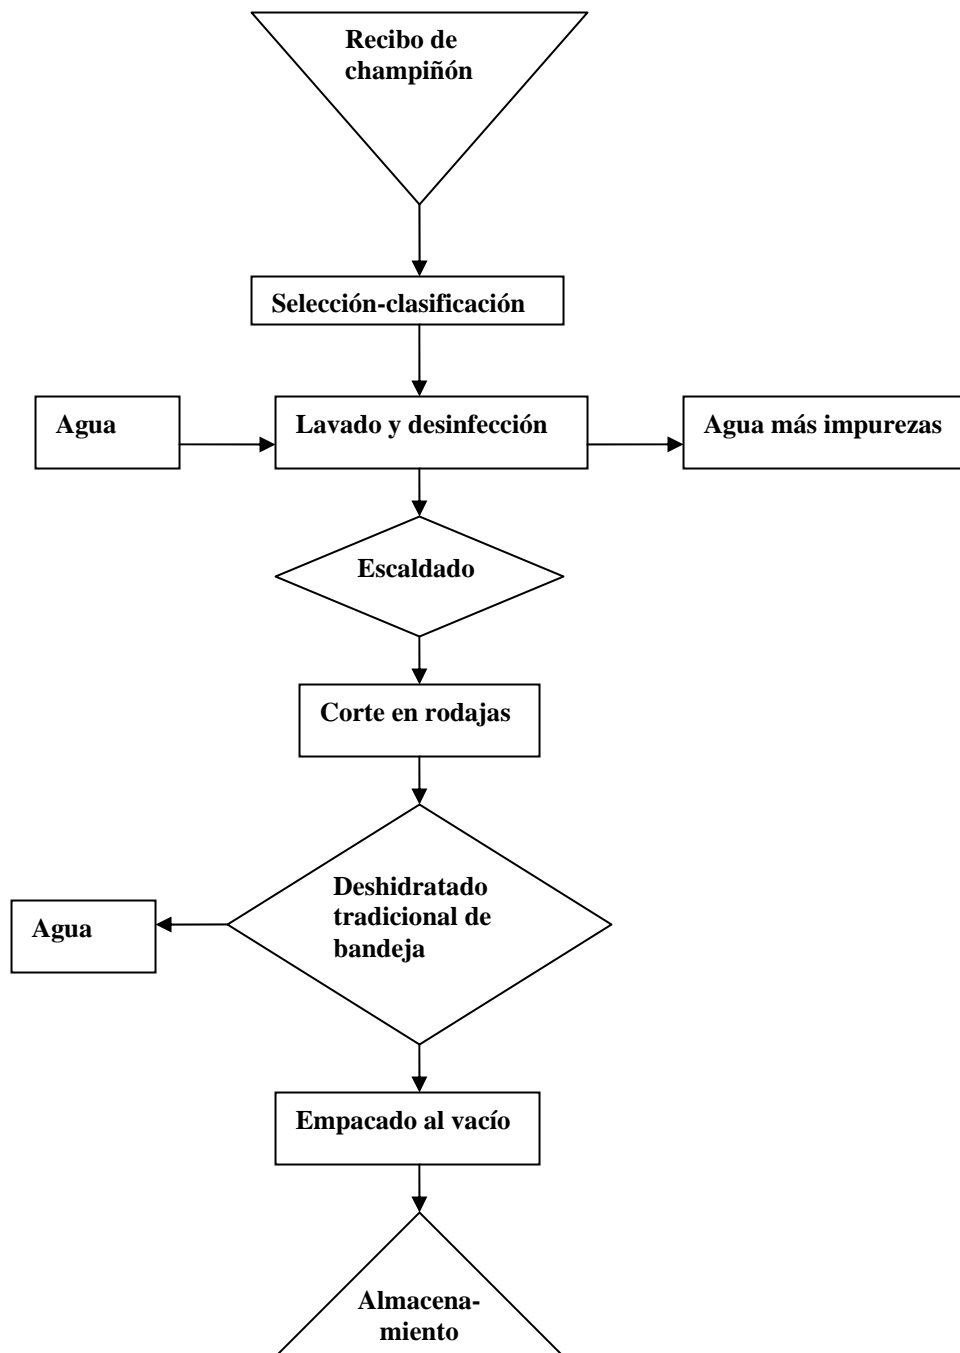 Recibo de
champiñón
Selección-clasificación
Agua
Lavado y desinfección
Agua más impurezas
Escaldado
Corte en rodajas
Deshidratado
tradicional de
bandeja
Agua
Empacado al vacío
Almacena-
miento